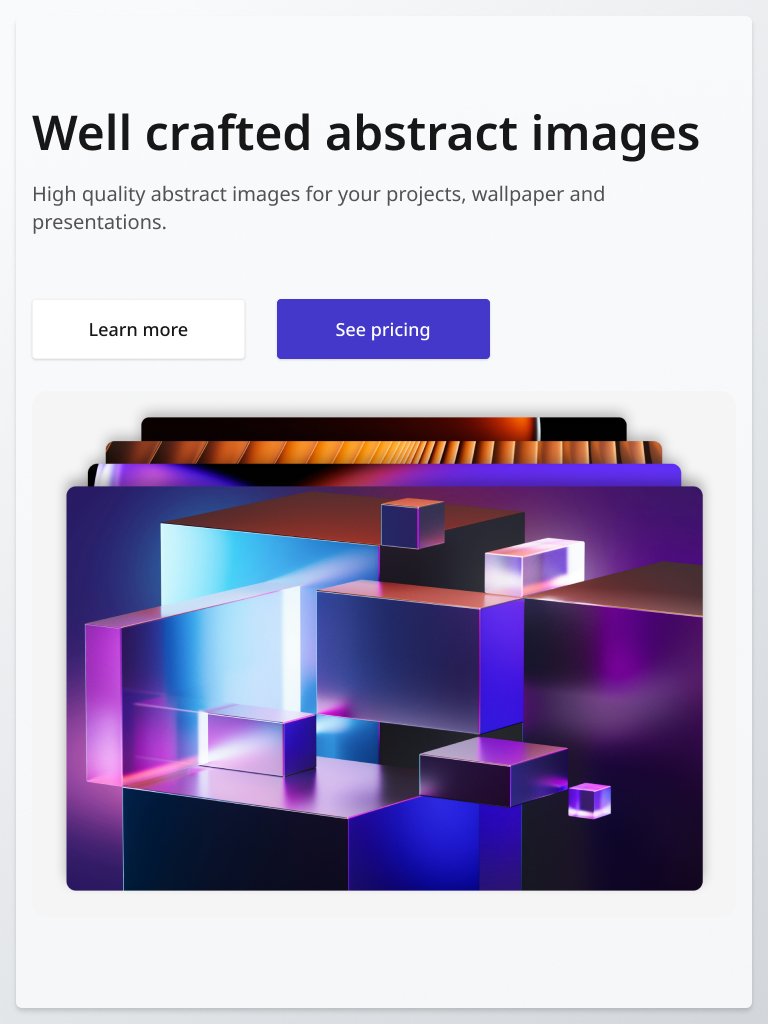 Well crafted abstract images
High quality abstract images for your projects, wallpaper and
presentations.
Learn more
See pricing